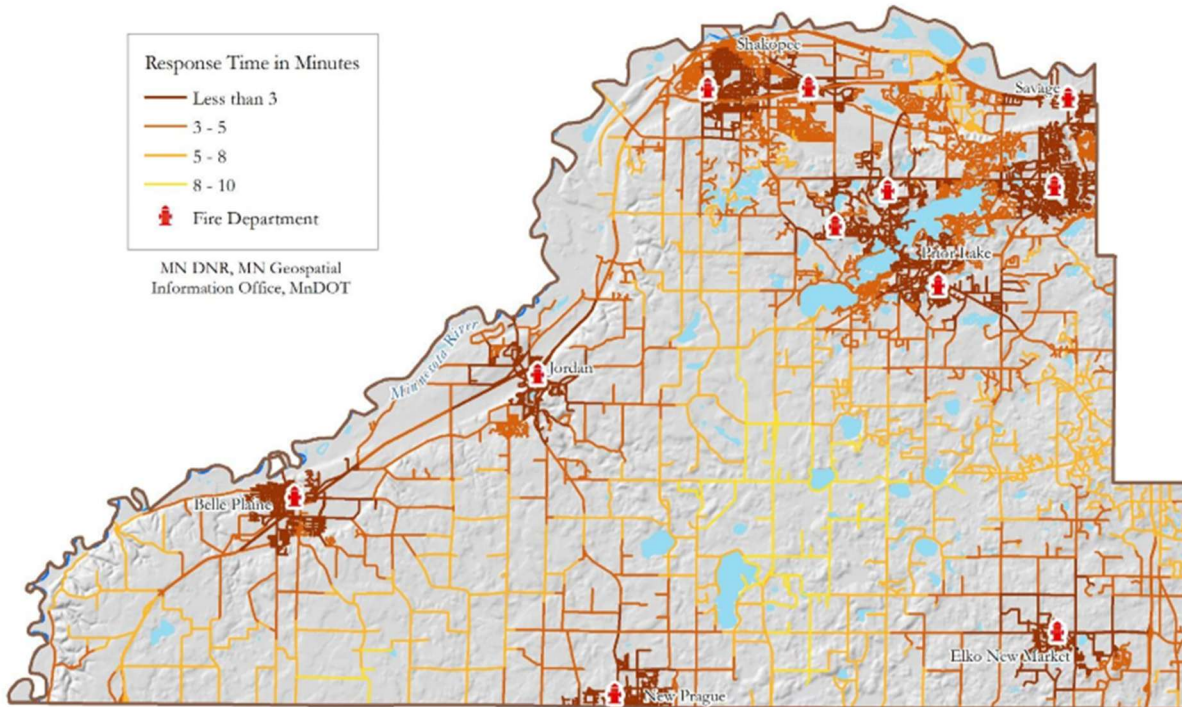 Response Time in Minutes
Less than 3
3 - 5
5 - 8
8 - 10
Fire Department
MN DNR, MN Geospatial
Information Office, MnDOT
Shakopee
Savage
Prior Lake
Minnesota River
Jordan
Belle Plaine
Elko New Market
New Prague